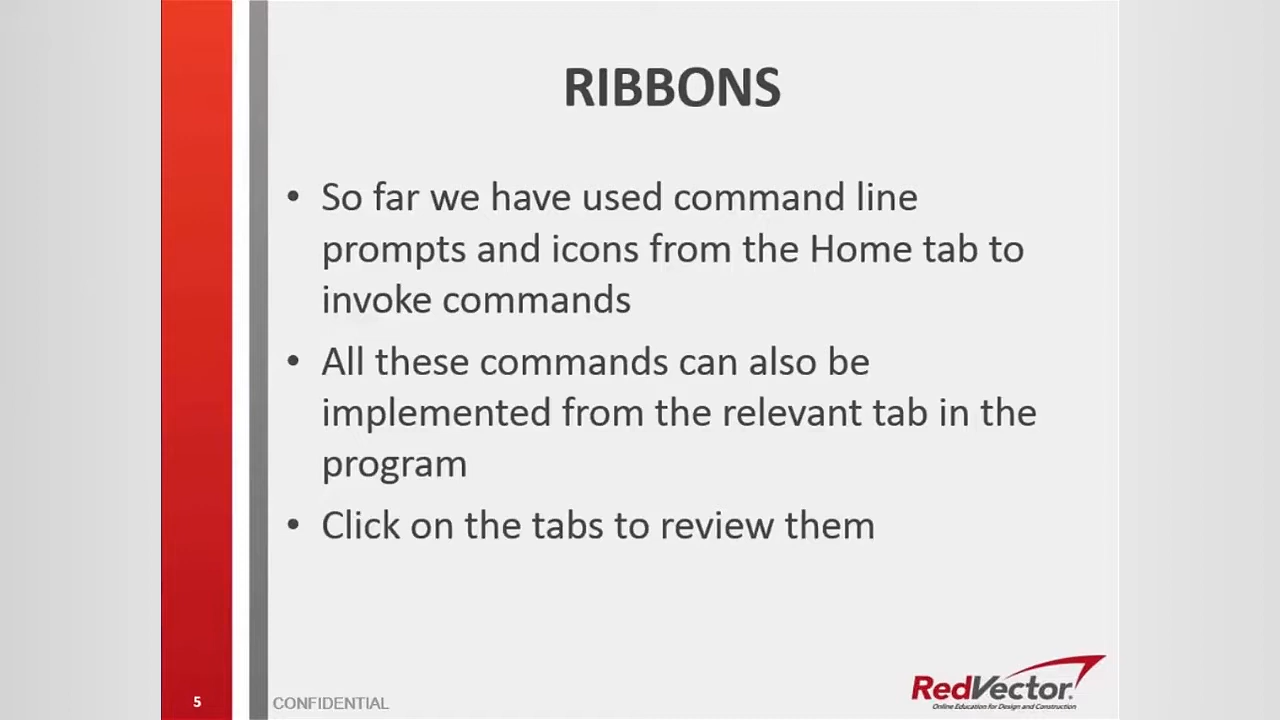 RIBBONS
• So far we have used command line
prompts and icons from the Home tab to
invoke commands
• All these commands can also be
implemented from the relevant tab in the
program
• Click on the tabs to review them
5
CONFIDENTIAL
RedVector.
Online Education for Design and Construction